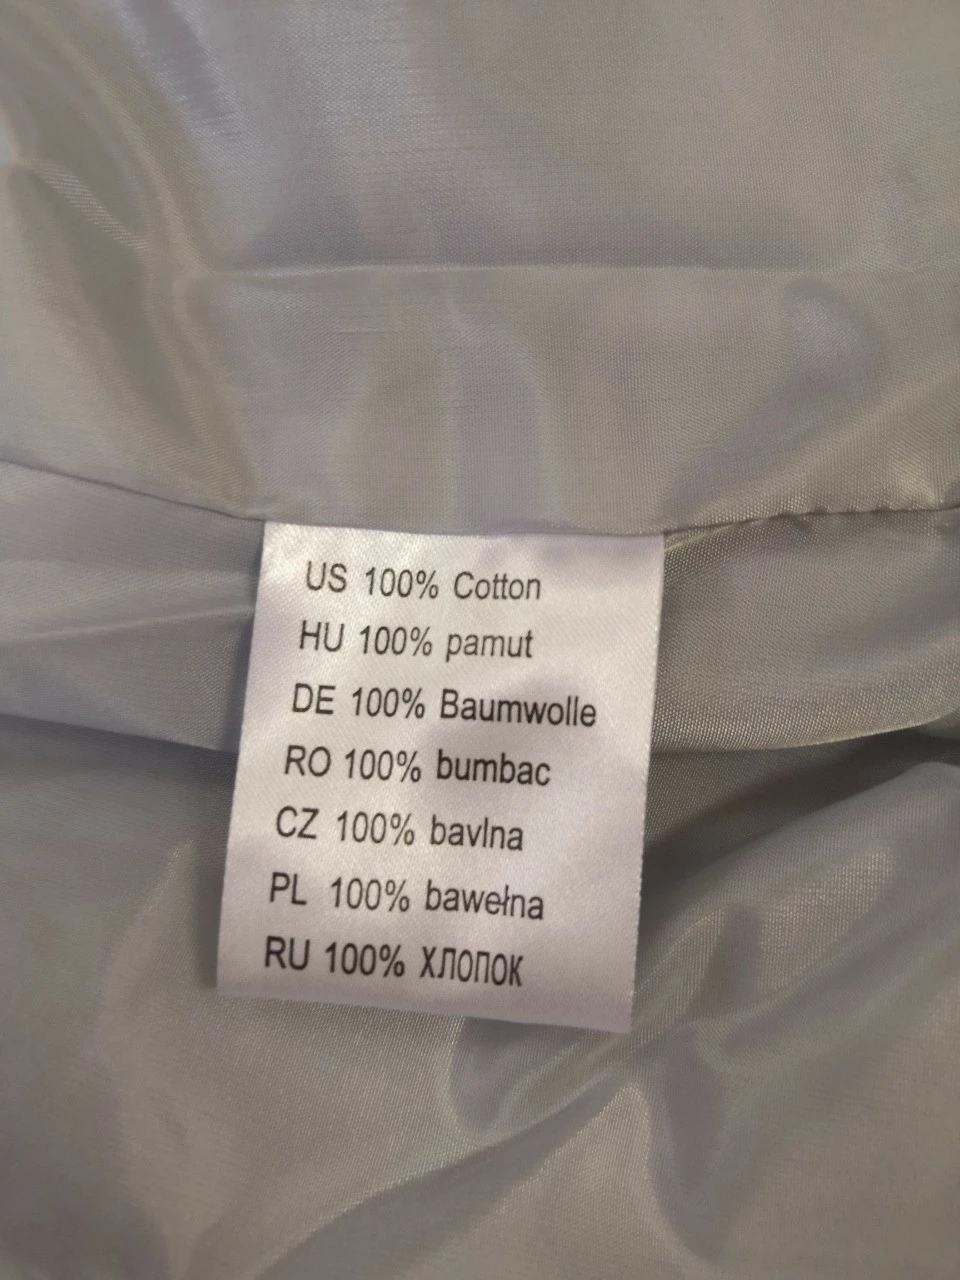 US 100% Cotton
HU 100% pamut
DE 100% Baumwolle
RO 100% bumbac
CZ 100% bavlna
PL 100% bawełna
RU 100% ХЛОПОК